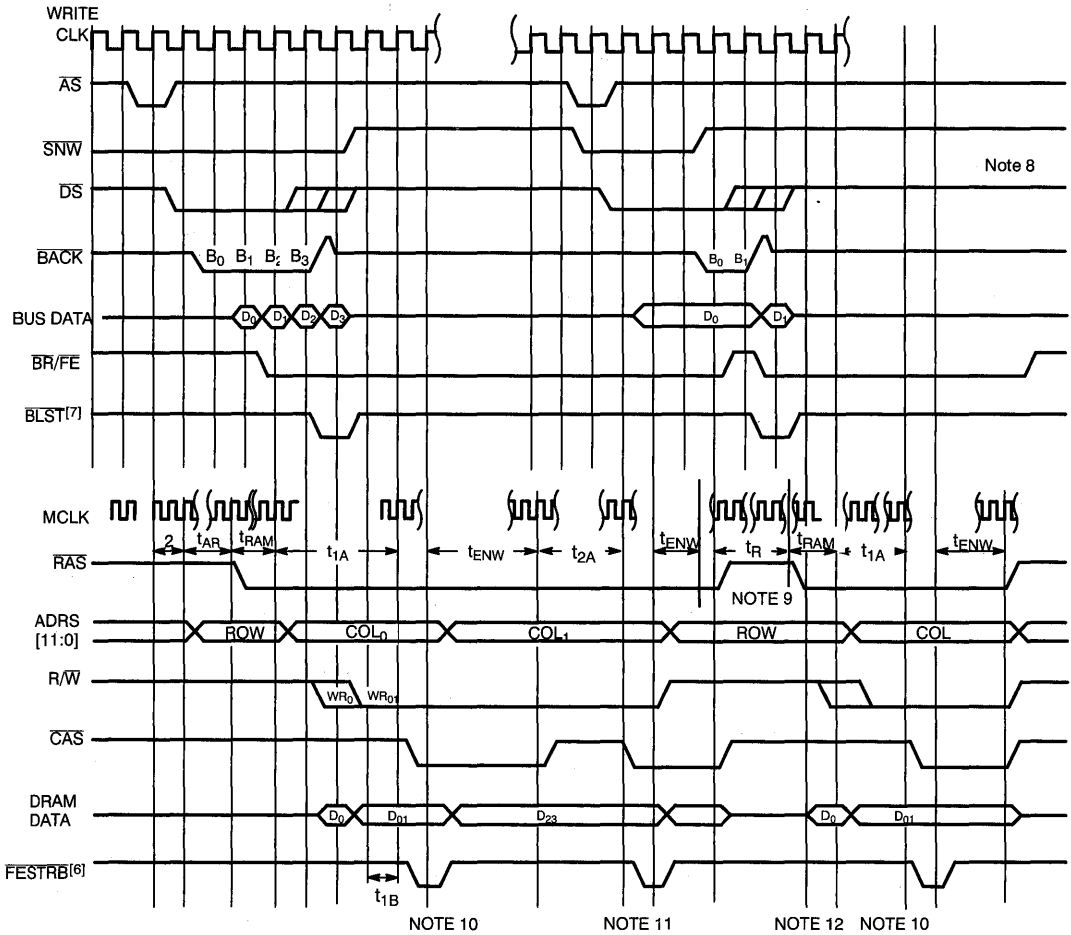 WRITE
CLK
AS
SNW
DS
Note 8
BACK
B0 B1 B2 B3
B0 B1
BUS DATA
D0 D1 D2 D3
D0 D1
BR/FE
BLST[7]
MCLK
2 tAR tRAM t1A tENW t2A tENW tR tRAM t1A tENW
RAS
NOTE 9
ADRS
[11:0]
ROW COL0 COL1 ROW COL
R/W
WR0 WR01
CAS
DRAM
DATA
D0 D01 D23 D0 D01
FESTRB[6]
t1B
NOTE 10 NOTE 11 NOTE 12 NOTE 10